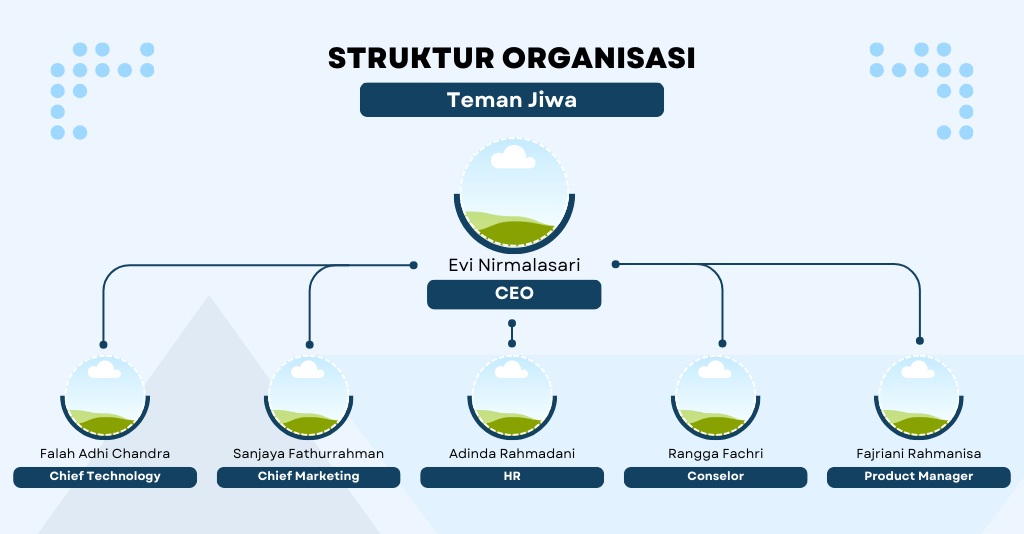 STRUKTUR ORGANISASI
Teman Jiwa
Evi Nirmalasari
CEO
Falah Adhi Chandra
Chief Technology
Sanjaya Fathurrahman
Chief Marketing
Adinda Rahmadani
HR
Rangga Fachri
Conselor
Fajriani Rahmanisa
Product Manager